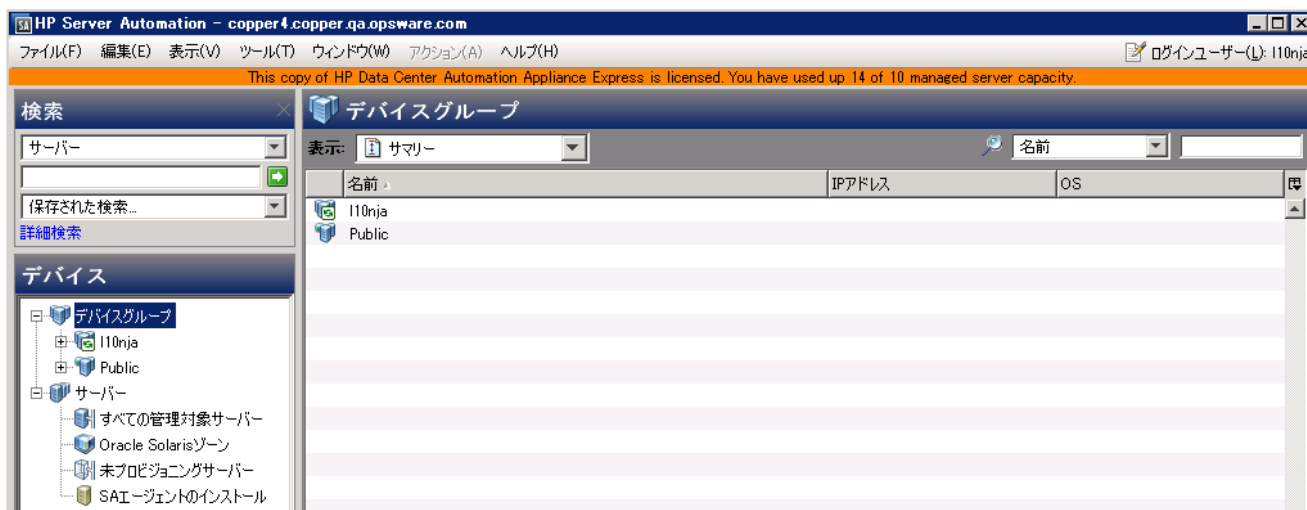 HP Server Automation - copper4.copper.qa.opsware.com
ファイル(F) 編集(E) 表示(V) ツール(T) ウィンドウ(W) アクション(A) ヘルプ(H) ログインユーザー(L): l10nja
This copy of HP Data Center Automation Appliance Express is licensed. You have used up 14 of 10 managed server capacity.
検索
サーバー
保存された検索...
詳細検索
デバイス
デバイスグループ
l10nja
Public
サーバー
すべての管理対象サーバー
Oracle Solarisゾーン
未プロビジョニングサーバー
SAエージェントのインストール
デバイスグループ
表示: サマリー 名前
名前 IPアドレス OS
l10nja
Public